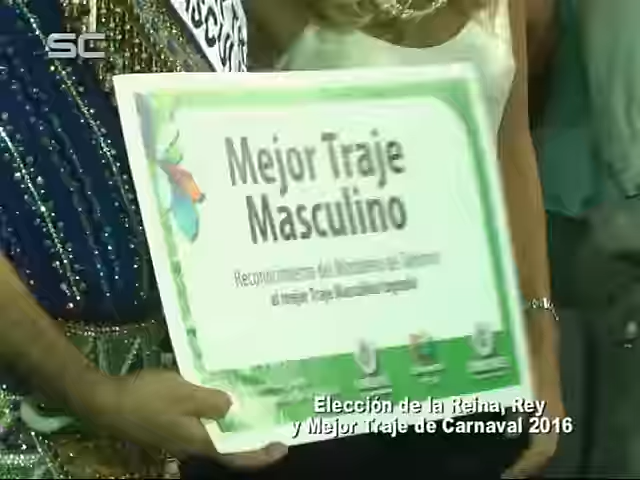 SC
Mejor Traje
Masculino
Reconocimiento del Ministerio de Turismo
al mejor Traje Masculino
Elección de la Reina, Rey
y Mejor Traje de Carnaval 2016